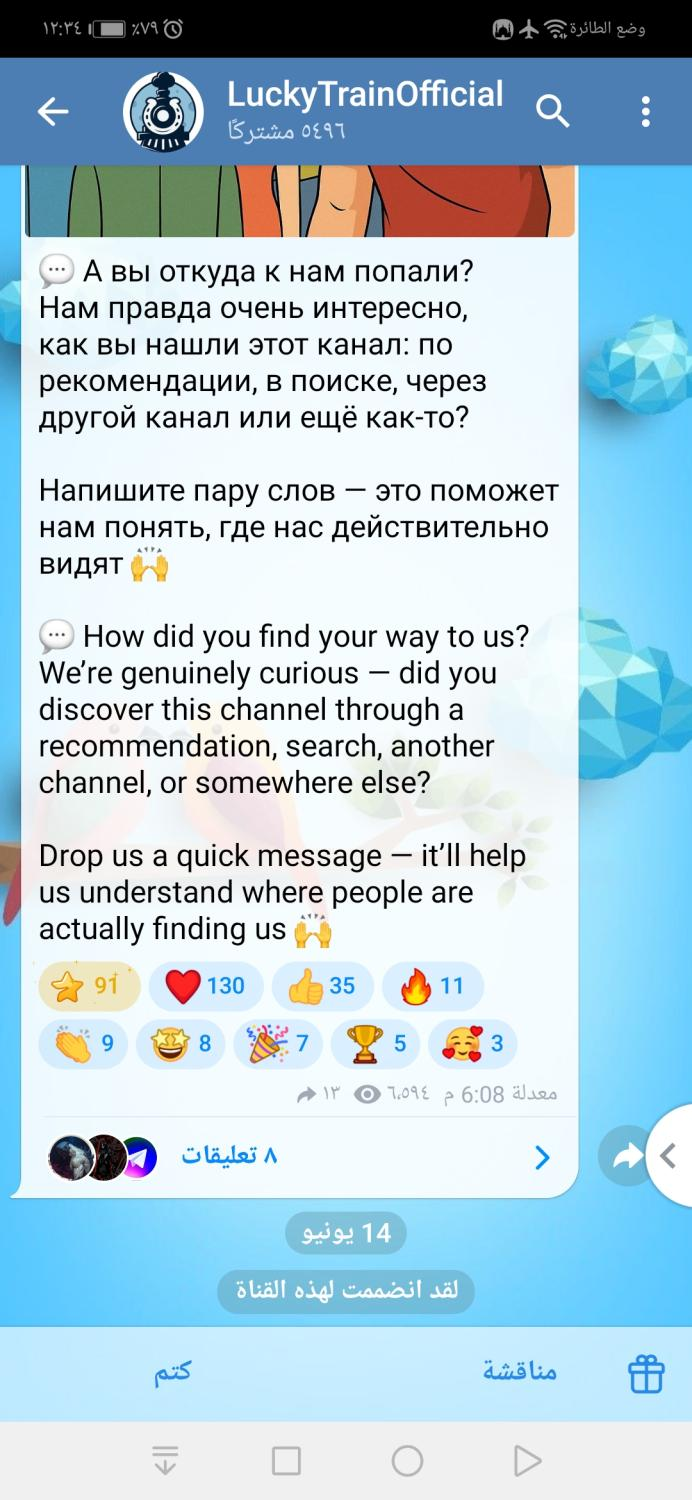 ١٢:٣٤ ٪٧٩ وضع الطائرة
LuckyTrainOfficial
٥٤٩٦ مشتركًا
💬 А вы откуда к нам попали?
Нам правда очень интересно,
как вы нашли этот канал: по
рекомендации, в поиске, через
другой канал или ещё как-то?
Напишите пару слов — это поможет
нам понять, где нас действительно
видят 🙌
💬 How did you find your way to us?
We’re genuinely curious — did you
discover this channel through a
recommendation, search, another
channel, or somewhere else?
Drop us a quick message — it’ll help
us understand where people are
actually finding us 🙌
⭐ 91 ❤️ 130 👍 35 🔥 11
👏 9 🤩 8 🎉 7 🏆 5 🥰 3
معدلة 6:08 م ٦٬٥٩٤ ١٣
٨ تعليقات
14 يونيو
لقد انضممت لهذه القناة
مناقشة
كتم